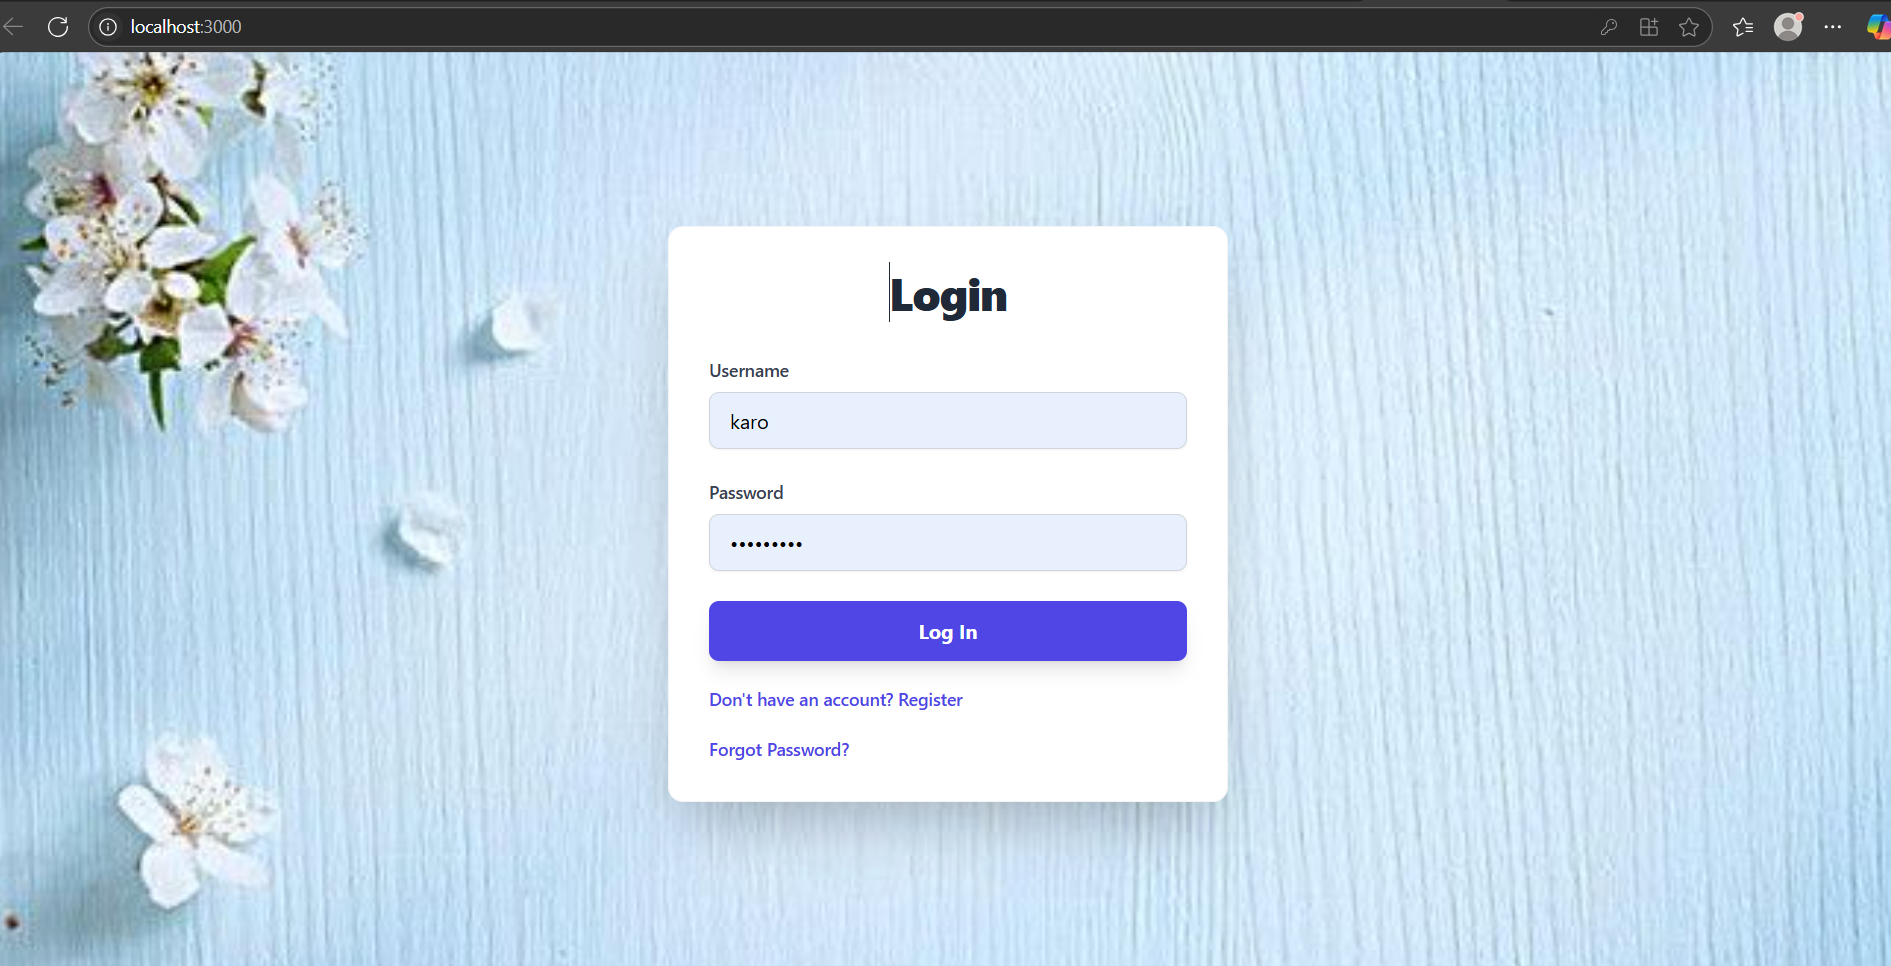 localhost:3000
Login
Username
karo
Password
•••••••••
Log In
Don't have an account? Register
Forgot Password?